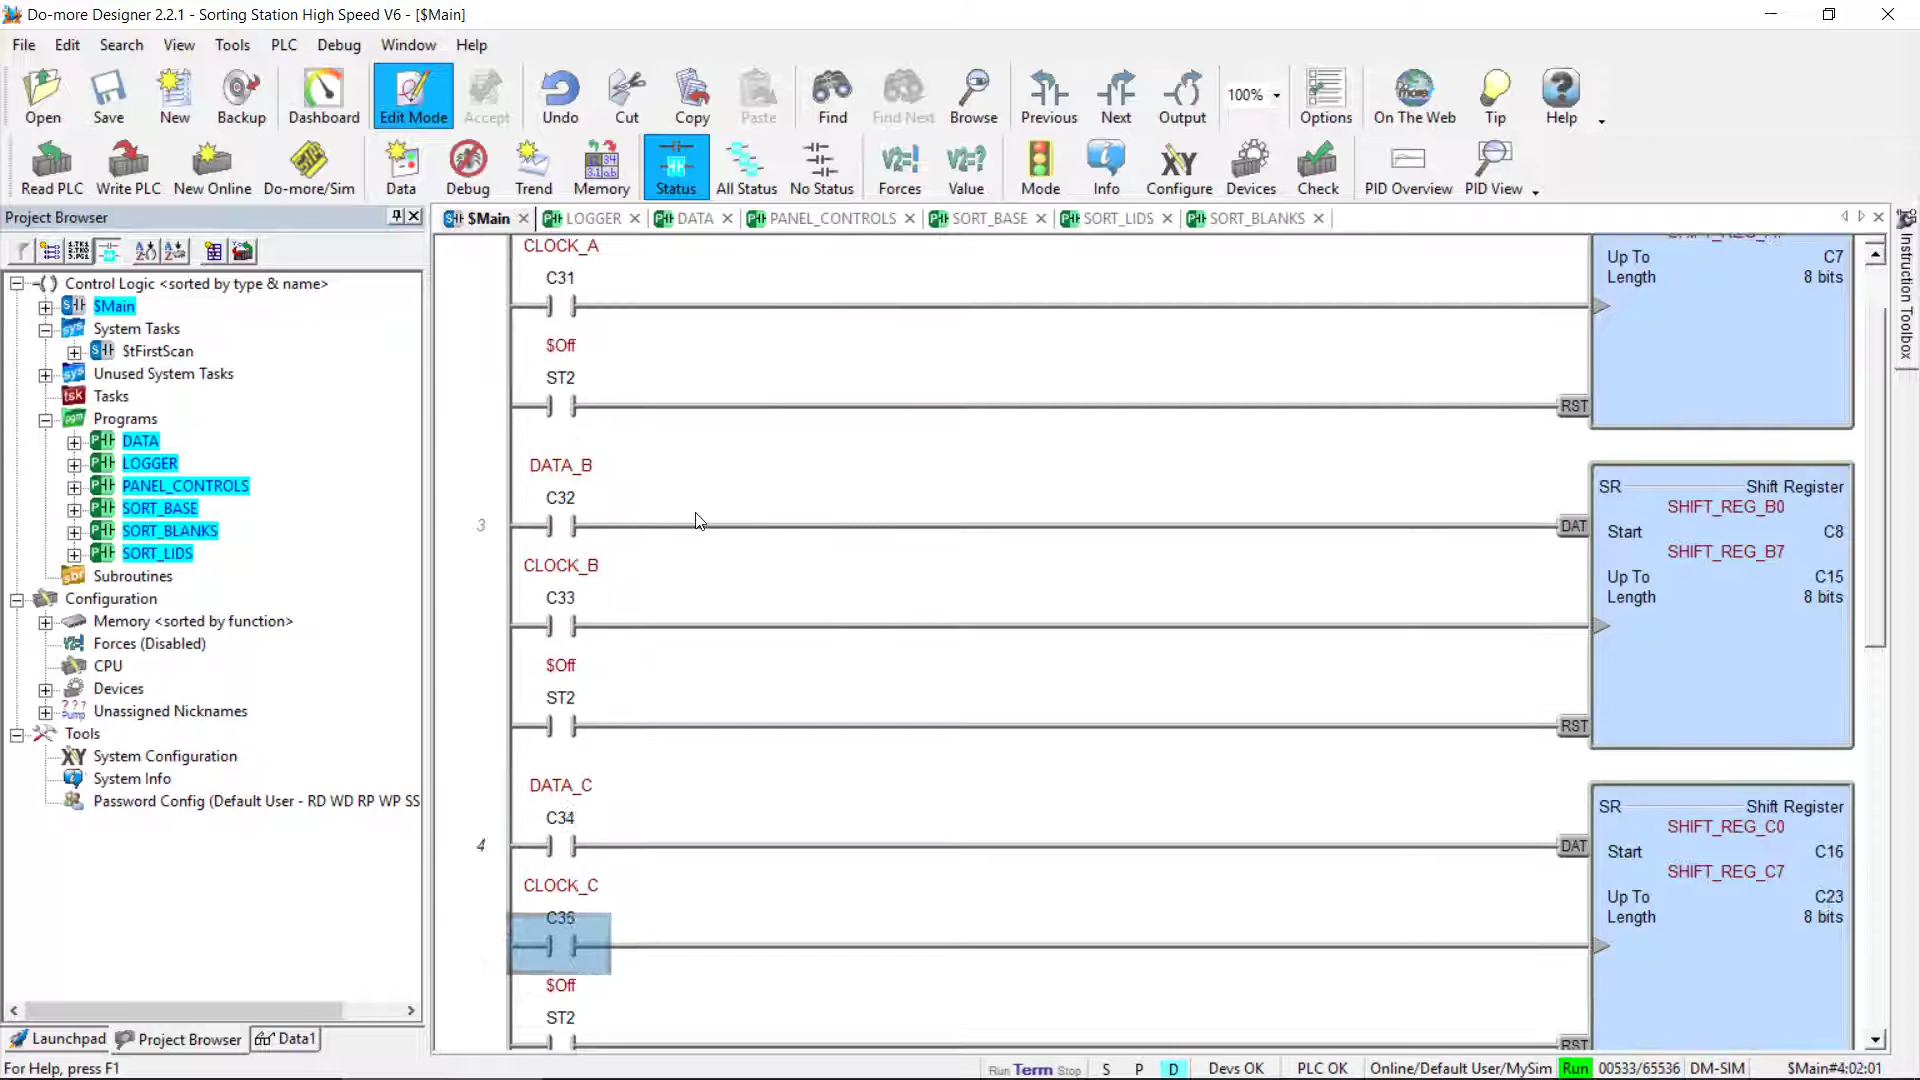 Do-more Designer 2.2.1 - Sorting Station High Speed V6 - [$Main]
File Edit Search View Tools PLC Debug Window Help
Open Save New Backup Dashboard Edit Mode Accept Undo Cut Copy Paste Find Find Next Browse Previous Next Output 100% Options On The Web Tip Help
Read PLC Write PLC New Online Do-more/Sim Data Debug Trend Memory Status All Status No Status Forces Value Mode Info Configure Devices Check PID Overview PID View
Project Browser
$Main LOGGER DATA PANEL_CONTROLS SORT_BASE SORT_LIDS SORT_BLANKS
Instruction Toolbox
Control Logic <sorted by type & name>
$Main
System Tasks
$tFirstScan
Unused System Tasks
Tasks
Programs
DATA
LOGGER
PANEL_CONTROLS
SORT_BASE
SORT_BLANKS
SORT_LIDS
Subroutines
Configuration
Memory <sorted by function>
Forces (Disabled)
CPU
Devices
Unassigned Nicknames
Tools
System Configuration
System Info
Password Config (Default User - RD WD RP WP SS
Launchpad Project Browser Data1
CLOCK_A
C31
$Off
ST2
RST
Up To C7
Length 8 bits
3
DATA_B
C32
DAT
CLOCK_B
C33
$Off
ST2
RST
SR Shift Register
SHIFT_REG_B0
Start C8
SHIFT_REG_B7
Up To C15
Length 8 bits
4
DATA_C
C34
DAT
CLOCK_C
C35
$Off
ST2
RST
SR Shift Register
SHIFT_REG_C0
Start C16
SHIFT_REG_C7
Up To C23
Length 8 bits
For Help, press F1
Run Term Stop S P D Devs OK PLC OK Online/Default User/MySim Run 00533/65536 DM-SIM $Main#4:02:01